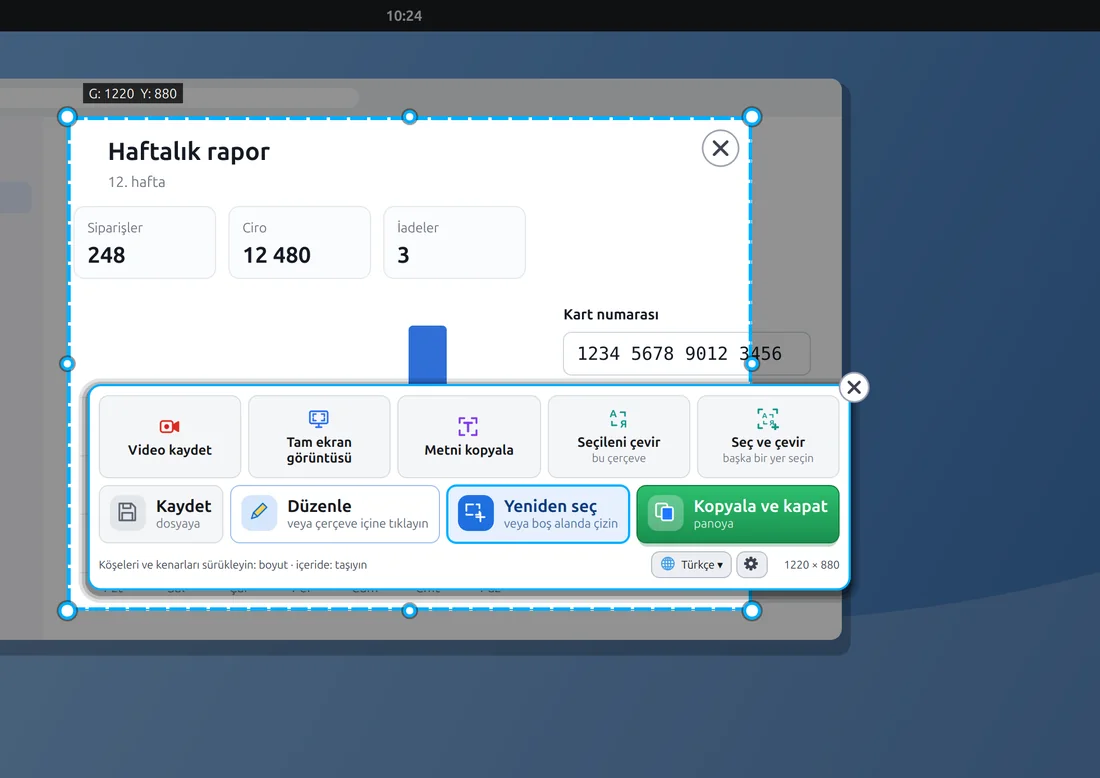 10:24
G: 1220 Y: 880
Haftalık rapor
12. hafta
Siparişler
248
Ciro
12 480
İadeler
3
Kart numarası
1234 5678 9012 3456
Video kaydet
Tam ekran
görüntüsü
Metni kopyala
Seçileni çevir
bu çerçeve
Seç ve çevir
başka bir yer seçin
Kaydet
dosyaya
Düzenle
veya çerçeve içine tıklayın
Yeniden seç
veya boş alanda çizin
Kopyala ve kapat
panoya
Köşeleri ve kenarları sürükleyin: boyut · içeride: taşıyın
Türkçe ▾
1220 × 880